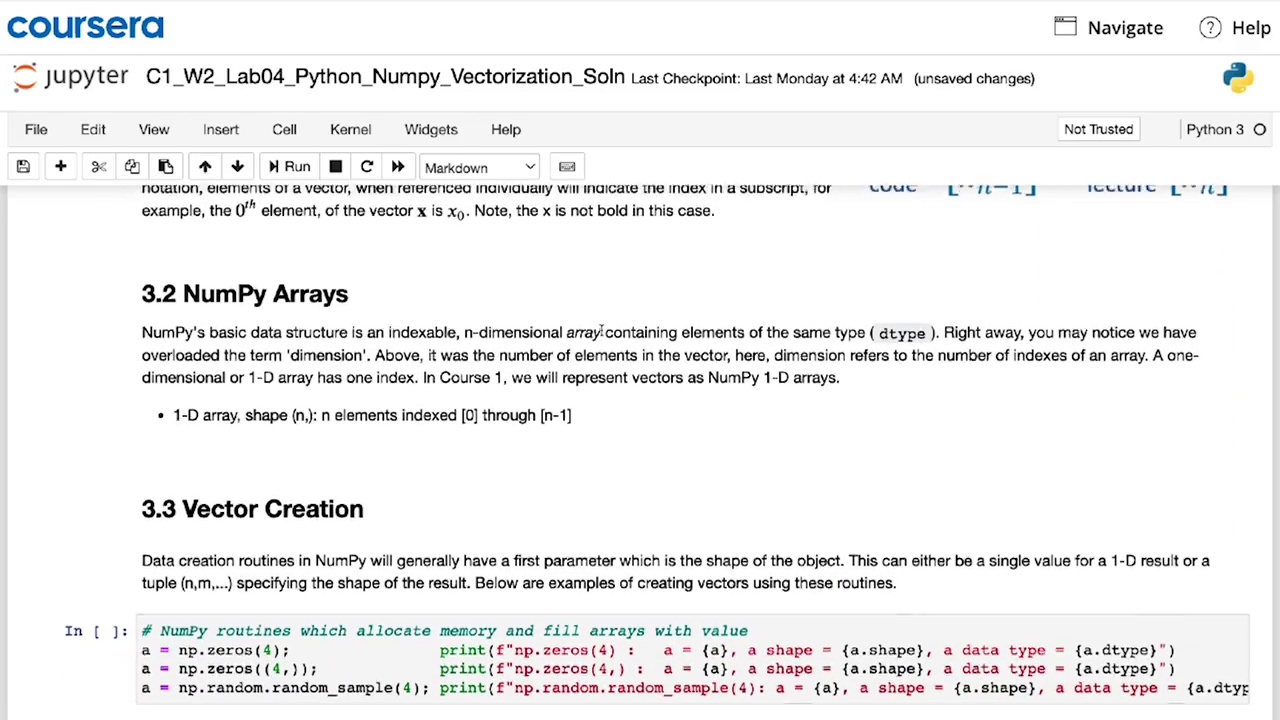 coursera
Navigate
Help
jupyter C1_W2_Lab04_Python_Numpy_Vectorization_Soln Last Checkpoint: Last Monday at 4:42 AM (unsaved changes)
File Edit View Insert Cell Kernel Widgets Help Not Trusted Python 3
Run Markdown
notation, elements of a vector, when referenced individually will indicate the index in a subscript, for code [··n−1] lecture [··n]
example, the 0th element, of the vector x is x0. Note, the x is not bold in this case.
3.2 NumPy Arrays
NumPy's basic data structure is an indexable, n-dimensional array containing elements of the same type ( dtype ). Right away, you may notice we have
overloaded the term 'dimension'. Above, it was the number of elements in the vector, here, dimension refers to the number of indexes of an array. A one-
dimensional or 1-D array has one index. In Course 1, we will represent vectors as NumPy 1-D arrays.
• 1-D array, shape (n,): n elements indexed [0] through [n-1]
3.3 Vector Creation
Data creation routines in NumPy will generally have a first parameter which is the shape of the object. This can either be a single value for a 1-D result or a
tuple (n,m,...) specifying the shape of the result. Below are examples of creating vectors using these routines.
In [ ]: # NumPy routines which allocate memory and fill arrays with value
a = np.zeros(4); print(f"np.zeros(4) : a = {a}, a shape = {a.shape}, a data type = {a.dtype}")
a = np.zeros((4,)); print(f"np.zeros(4,) : a = {a}, a shape = {a.shape}, a data type = {a.dtype}")
a = np.random.random_sample(4); print(f"np.random.random_sample(4): a = {a}, a shape = {a.shape}, a data type = {a.dtyp